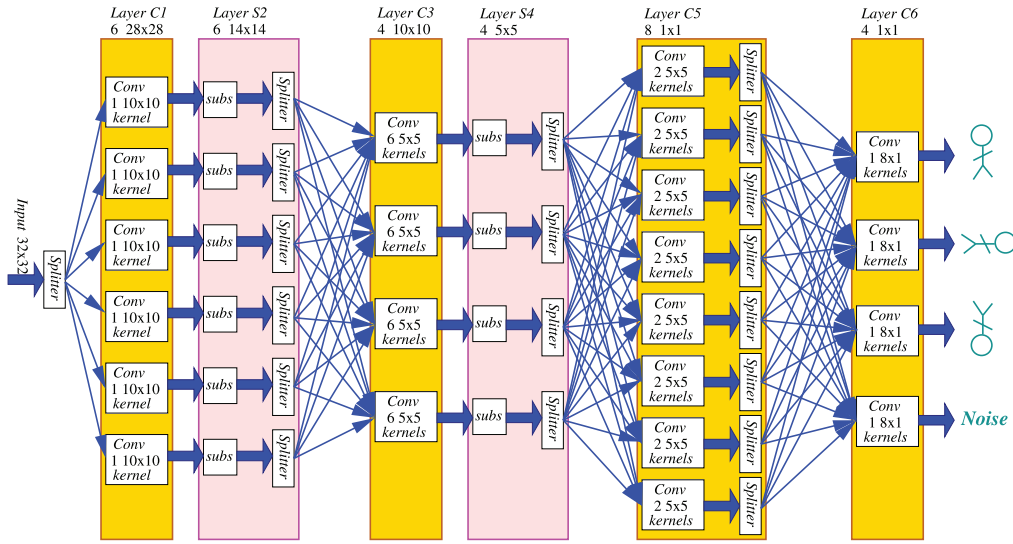 Layer C1
6 28x28
Layer S2
6 14x14
Layer C3
4 10x10
Layer S4
4 5x5
Layer C5
8 1x1
Layer C6
4 1x1
Input 32x32
Splitter
Conv
1 10x10
kernel
Conv
1 10x10
kernel
Conv
1 10x10
kernel
Conv
1 10x10
kernel
Conv
1 10x10
kernel
Conv
1 10x10
kernel
subs
subs
subs
subs
subs
subs
Splitter
Splitter
Splitter
Splitter
Splitter
Splitter
Conv
6 5x5
kernels
Conv
6 5x5
kernels
Conv
6 5x5
kernels
Conv
6 5x5
kernels
subs
subs
subs
subs
Splitter
Splitter
Splitter
Splitter
Conv
2 5x5
kernels
Conv
2 5x5
kernels
Conv
2 5x5
kernels
Conv
2 5x5
kernels
Conv
2 5x5
kernels
Conv
2 5x5
kernels
Conv
2 5x5
kernels
Conv
2 5x5
kernels
Splitter
Splitter
Splitter
Splitter
Splitter
Splitter
Splitter
Splitter
Conv
1 8x1
kernels
Conv
1 8x1
kernels
Conv
1 8x1
kernels
Conv
1 8x1
kernels
Noise